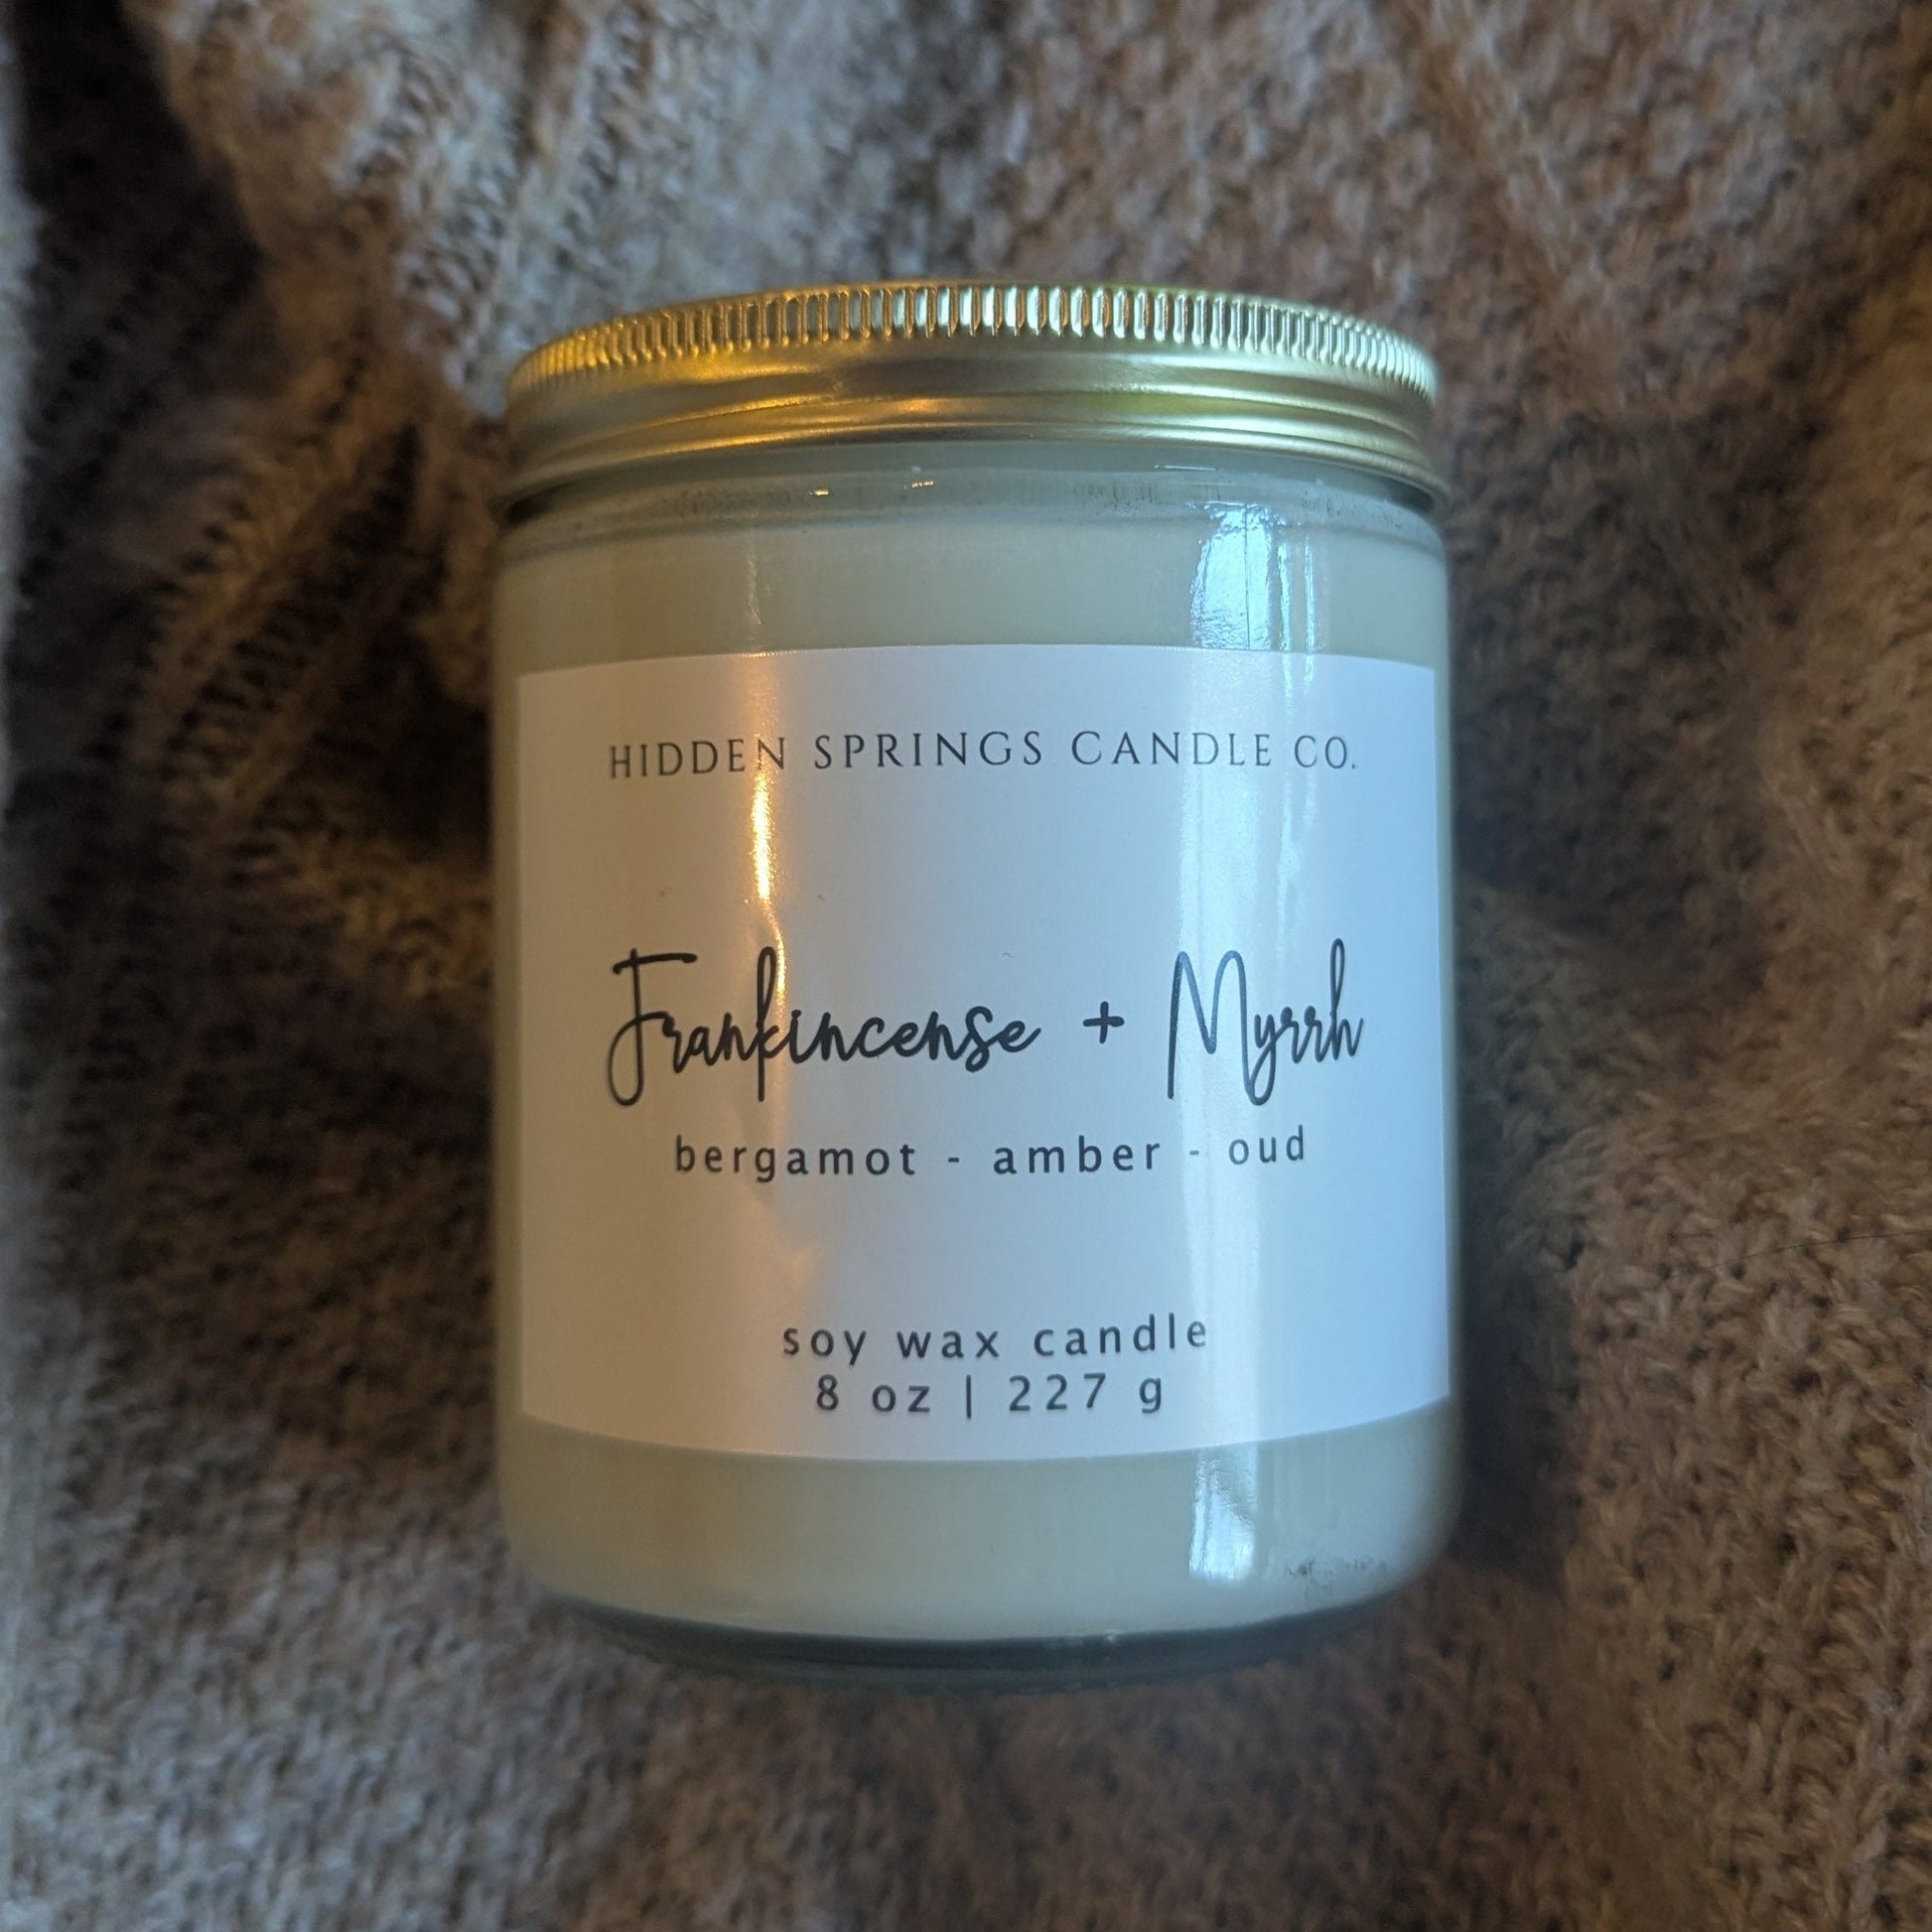 HIDDEN SPRINGS CANDLE CO.
Frankincense + Myrrh
bergamot - amber - oud
soy wax candle
8 oz | 227 g